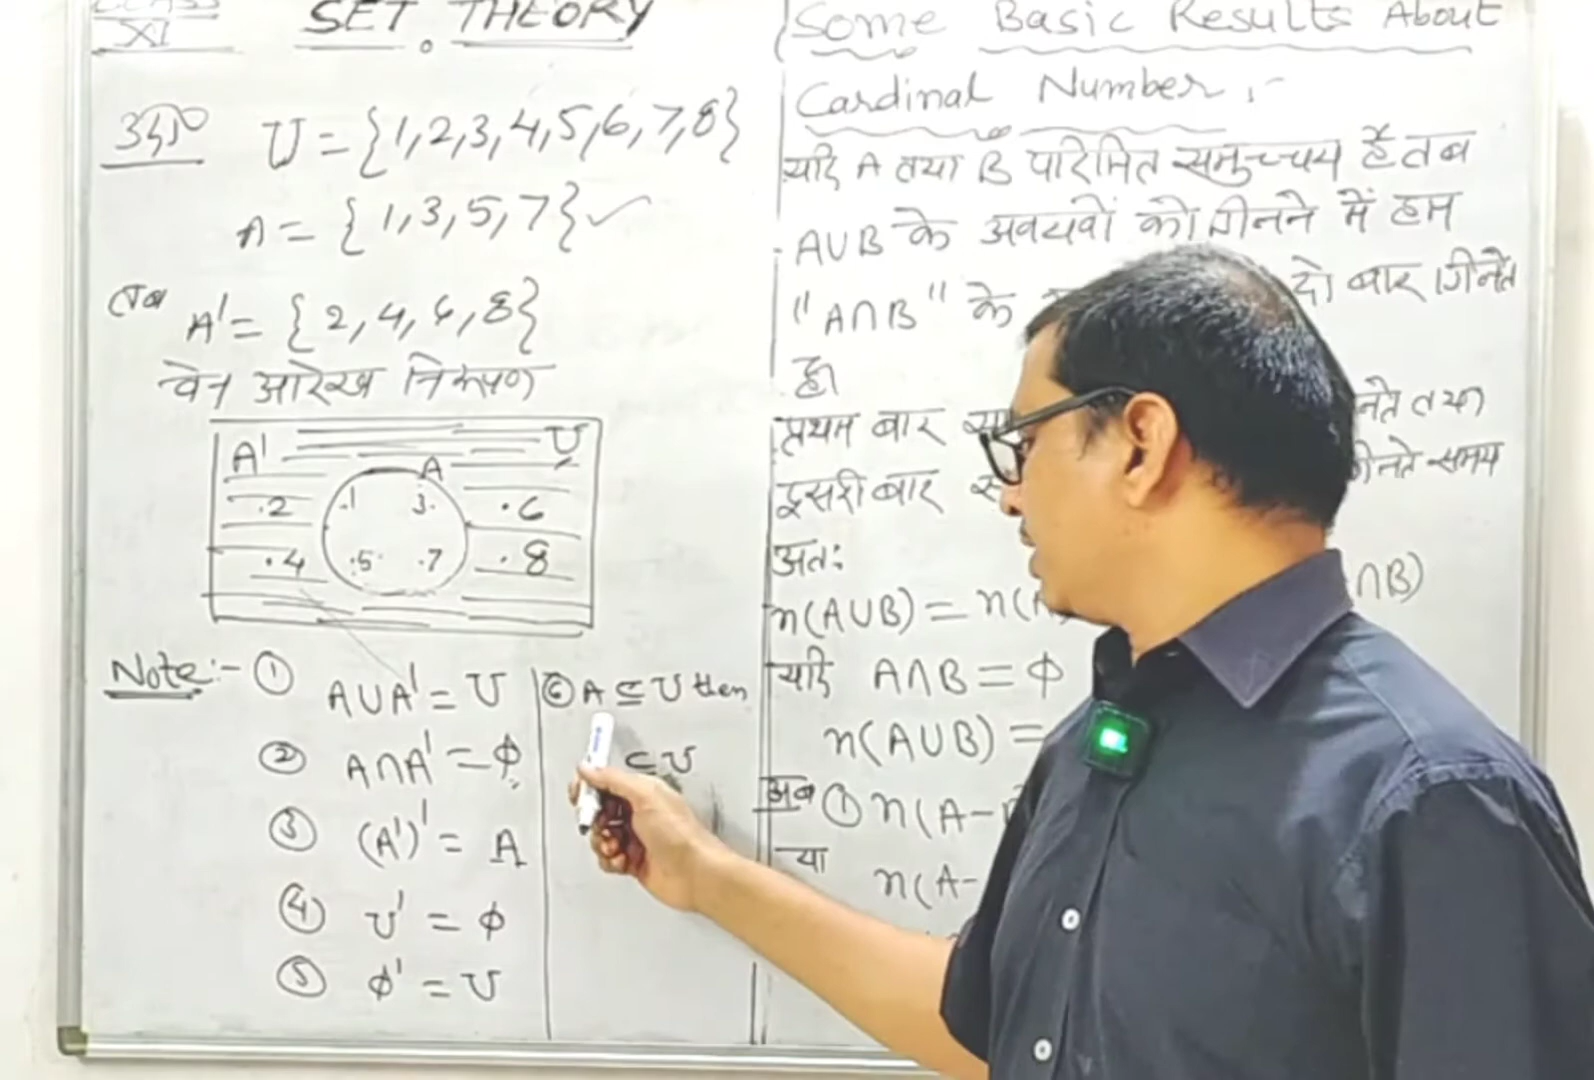 XI
SET THEORY
उदा०
U = {1,2,3,4,5,6,7,8}
A = {1,3,5,7} ✓
तब
A' = {2,4,6,8}
वेन आरेख निरूपण
A'
U
A
.2
.1
3.
.6
.4
.5
.7
.8
Note:- ① A∪A' = U
② A∩A' = ϕ
③ (A')' = A
④ U' = ϕ
⑤ ϕ' = U
⑥ A ⊆ U then
⊆ U
Some Basic Results About
Cardinal Number :-
यदि A तथा B परिमित समुच्चय हैं तब
A∪B के अवयवों को गिनने में हम
"A∩B" के दो बार गिनते
हैं।
प्रथम बार तथा
दूसरी बार समय
अतः
n(A∪B) = n( ∩B)
यदि A∩B = ϕ
n(A∪B) =
अब ① n(A-
या
n(A-